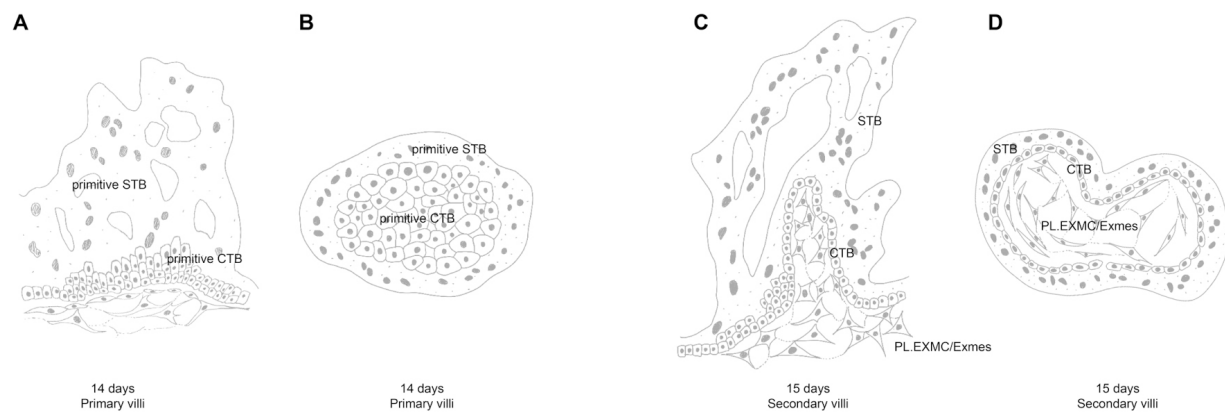 A
B
C
D
primitive STB
primitive CTB
primitive STB
primitive CTB
STB
CTB
PL.EXMC/Exmes
STB
CTB
PL.EXMC/Exmes
14 days
Primary villi
14 days
Primary villi
15 days
Secondary villi
15 days
Secondary villi